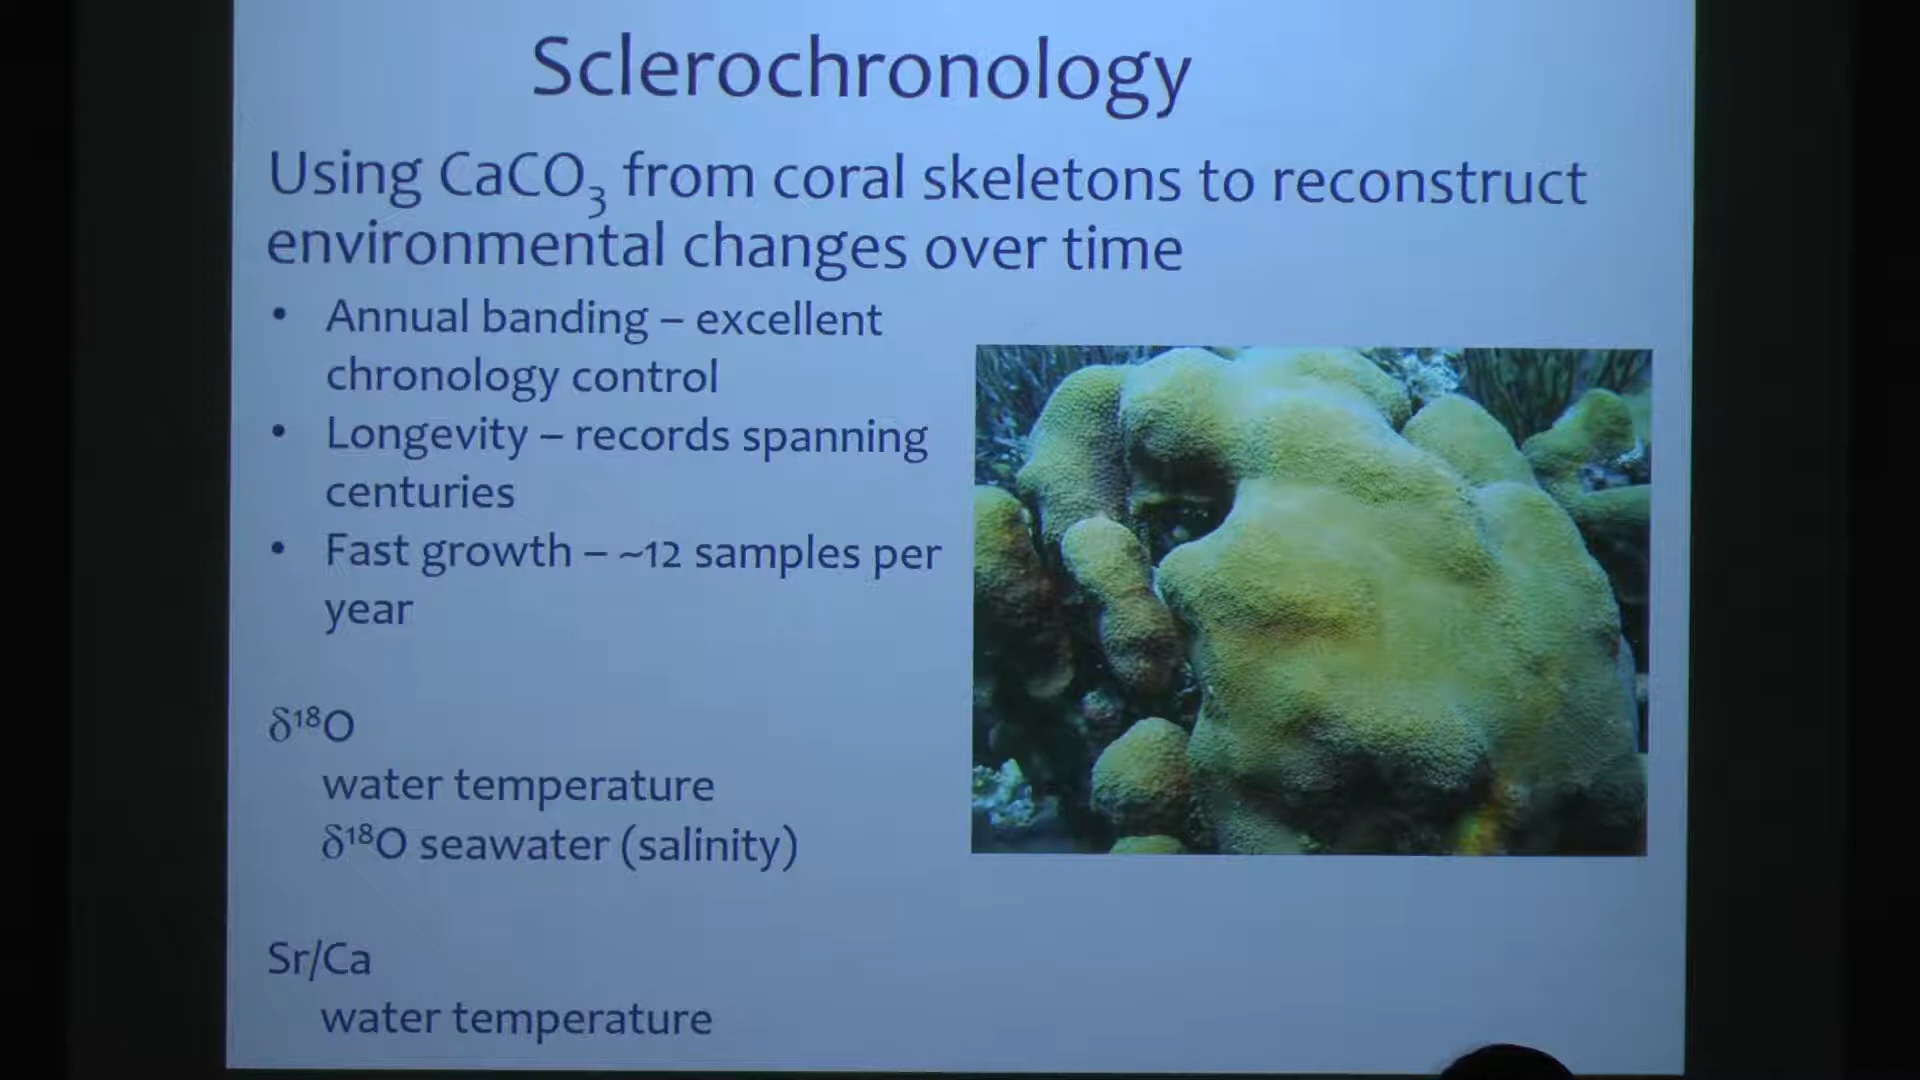 Sclerochronology
Using CaCO₃ from coral skeletons to reconstruct
environmental changes over time
• Annual banding – excellent
chronology control
• Longevity – records spanning
centuries
• Fast growth – ~12 samples per
year
δ¹⁸O
water temperature
δ¹⁸O seawater (salinity)
Sr/Ca
water temperature